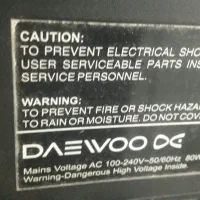 CAUTION:
TO PREVENT ELECTRICAL SHO
USER SERVICEABLE PARTS INS
SERVICE PERSONNEL.
WARNING:
TO PREVENT FIRE OR SHOCK HAZA
TO RAIN OR MOISTURE. DO NOT COV
DAEWOO DE
Mains Voltage AC 100-240V~50/60Hz 80W
Warning-Dangerous High Voltage Inside.